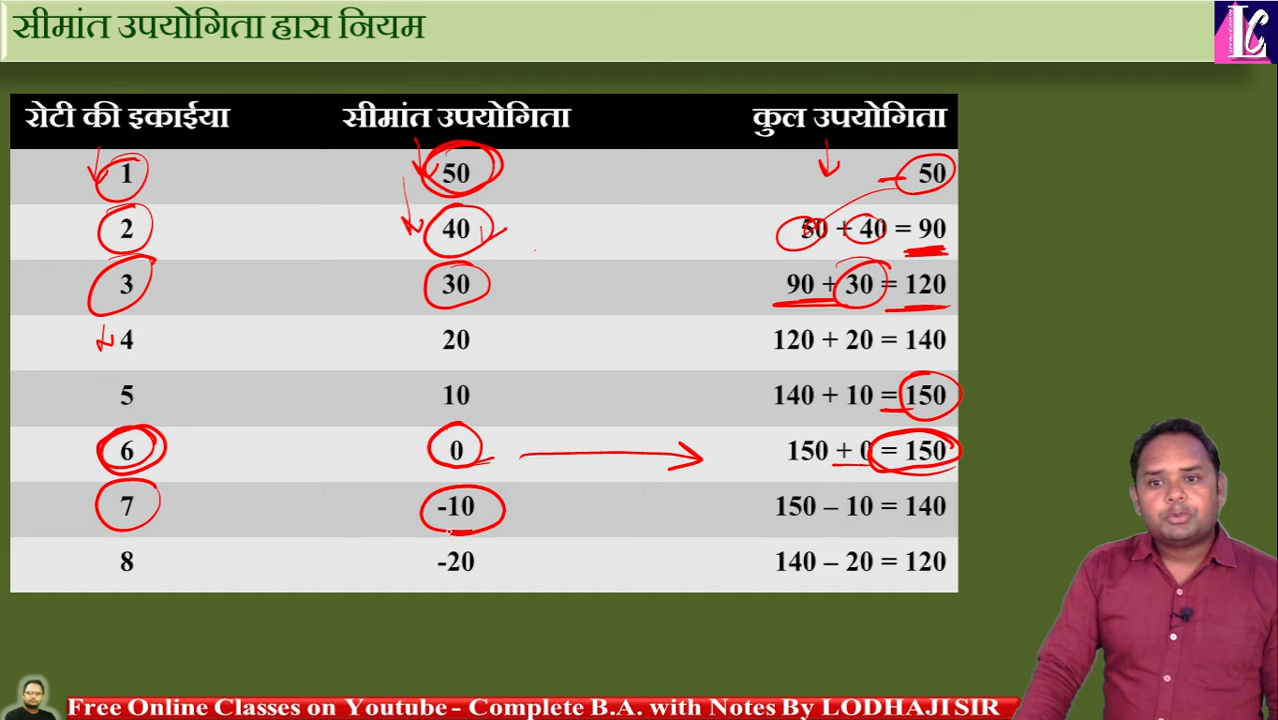 सीमांत उपयोगिता ह्रास नियम
LC
रोटी की इकाईया सीमांत उपयोगिता कुल उपयोगिता
1 50 50
2 40 50 + 40 = 90
3 30 90 + 30 = 120
4 20 120 + 20 = 140
5 10 140 + 10 = 150
6 0 150 + 0 = 150
7 -10 150 – 10 = 140
8 -20 140 – 20 = 120
Free Online Classes on Youtube - Complete B.A. with Notes By LODHAJI SIR